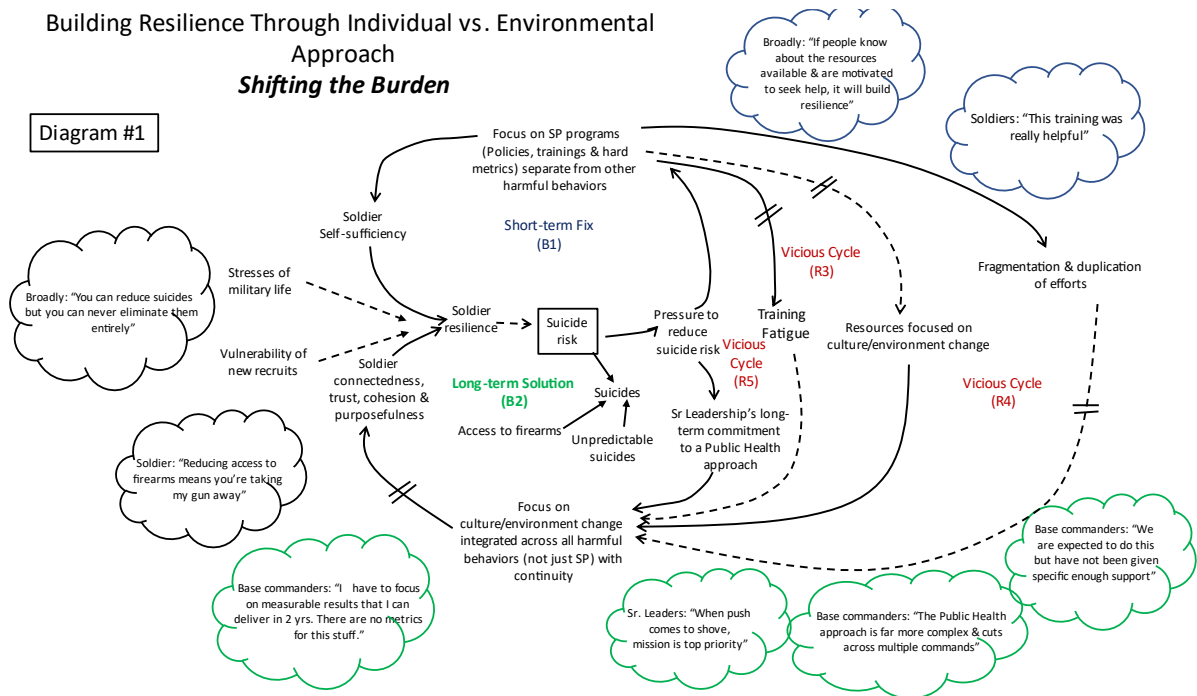 Building Resilience Through Individual vs. Environmental
Approach
Shifting the Burden
Diagram #1
Broadly: “If people know
about the resources
available & are motivated
to seek help, it will build
resilience”
Soldiers: “This training was
really helpful”
Focus on SP programs
(Policies, trainings & hard
metrics) separate from other
harmful behaviors
Soldier
Self-sufficiency
Short-term Fix
(B1)
Vicious Cycle
(R3)
Fragmentation & duplication
of efforts
Broadly: “You can reduce suicides
but you can never eliminate them
entirely”
Stresses of
military life
Vulnerability of
new recruits
Soldier
resilience
Suicide
risk
Pressure to
reduce
suicide risk
Training
Fatigue
Resources focused on
culture/environment change
Vicious
Cycle
(R5)
Vicious Cycle
(R4)
Soldier
connectedness,
trust, cohesion &
purposefulness
Long-term Solution
(B2)
Suicides
Access to firearms
Unpredictable
suicides
Sr Leadership’s long-
term commitment
to a Public Health
approach
Soldier: “Reducing access to
firearms means you’re taking
my gun away”
Focus on
culture/environment change
integrated across all harmful
behaviors (not just SP) with
continuity
Base commanders: “We
are expected to do this
but have not been given
specific enough support”
Base commanders: “I have to focus
on measurable results that I can
deliver in 2 yrs. There are no metrics
for this stuff.”
Sr. Leaders: “When push
comes to shove,
mission is top priority”
Base commanders: “The Public Health
approach is far more complex & cuts
across multiple commands”